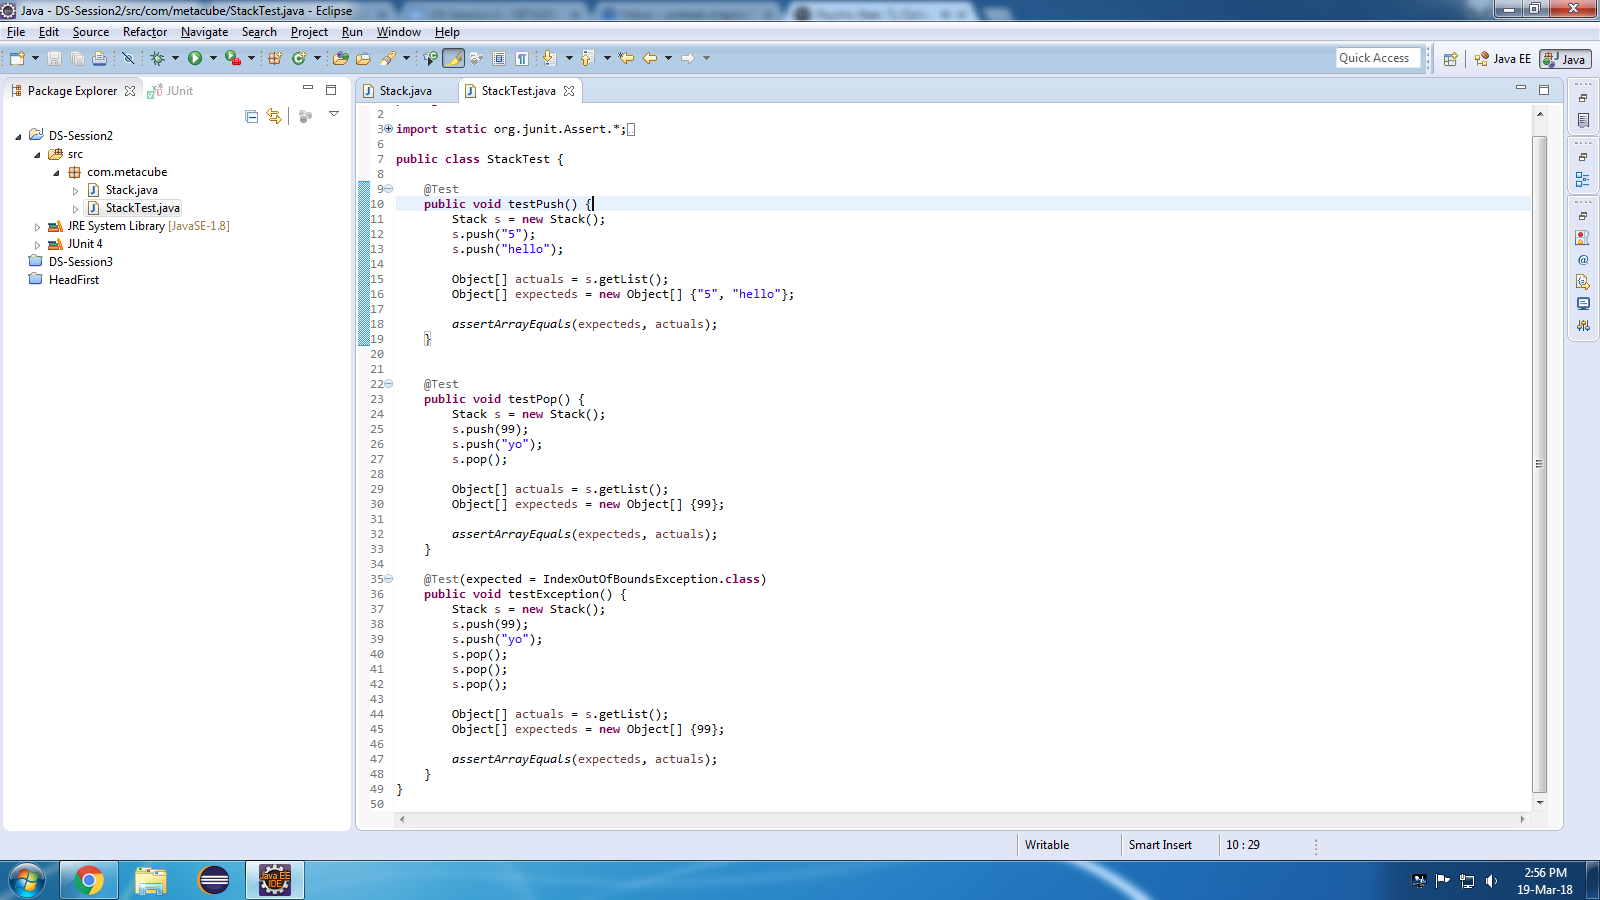 Java - DS-Session2/src/com/metacube/StackTest.java - Eclipse
File Edit Source Refactor Navigate Search Project Run Window Help
Quick Access
Java EE
Java
Package Explorer
JUnit
DS-Session2
src
com.metacube
Stack.java
StackTest.java
JRE System Library [JavaSE-1.8]
JUnit 4
DS-Session3
HeadFirst
Stack.java
StackTest.java
2
3 import static org.junit.Assert.*;
6
7 public class StackTest {
8
9 @Test
10 public void testPush() {
11 Stack s = new Stack();
12 s.push("5");
13 s.push("hello");
14
15 Object[] actuals = s.getList();
16 Object[] expecteds = new Object[] {"5", "hello"};
17
18 assertArrayEquals(expecteds, actuals);
19 }
20
21
22 @Test
23 public void testPop() {
24 Stack s = new Stack();
25 s.push(99);
26 s.push("yo");
27 s.pop();
28
29 Object[] actuals = s.getList();
30 Object[] expecteds = new Object[] {99};
31
32 assertArrayEquals(expecteds, actuals);
33 }
34
35 @Test(expected = IndexOutOfBoundsException.class)
36 public void testException() {
37 Stack s = new Stack();
38 s.push(99);
39 s.push("yo");
40 s.pop();
41 s.pop();
42 s.pop();
43
44 Object[] actuals = s.getList();
45 Object[] expecteds = new Object[] {99};
46
47 assertArrayEquals(expecteds, actuals);
48 }
49 }
50
Writable
Smart Insert
10 : 29
Java EE
IDE
2:56 PM
19-Mar-18